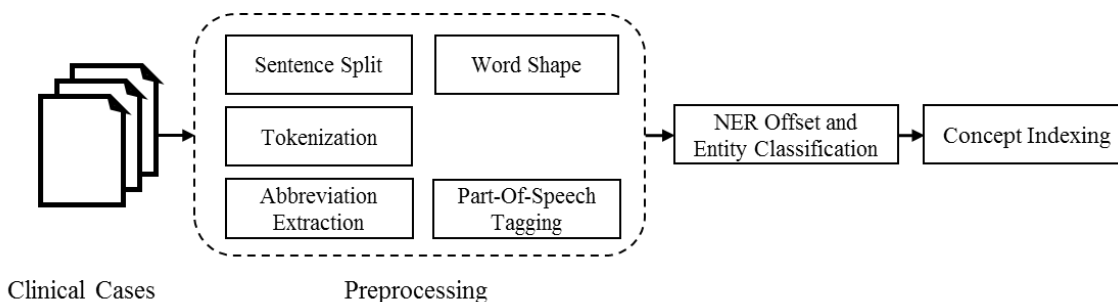 Sentence Split
Word Shape
Tokenization
Abbreviation
Extraction
Part-Of-Speech
Tagging
NER Offset and
Entity Classification
Concept Indexing
Clinical Cases
Preprocessing